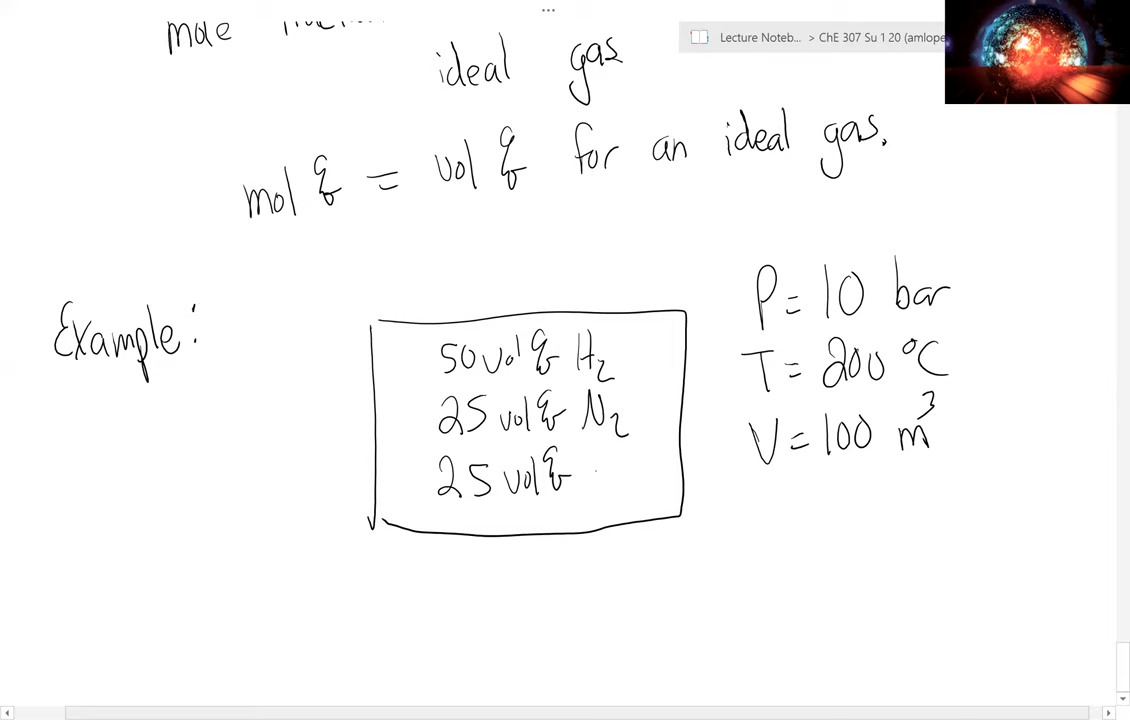 mole
Lecture Noteb... > ChE 307 Su 1 20 (amlope
ideal gas
mol % = vol % for an ideal gas.
Example:
50 vol % H2
25 vol % N2
25 vol %
P = 10 bar
T = 200 °C
V = 100 m³